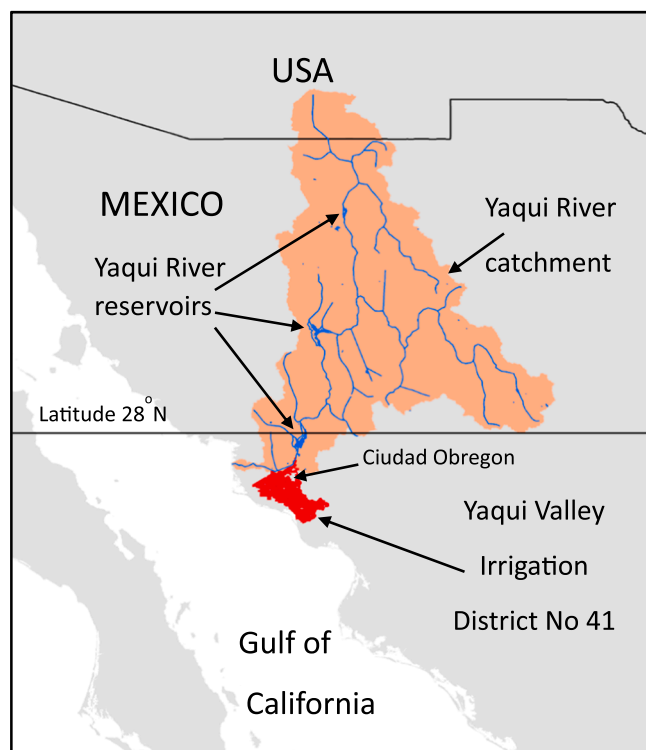 USA
MEXICO
Yaqui River
catchment
Yaqui River
reservoirs
Latitude 28°N
Ciudad Obregon
Yaqui Valley
Irrigation
District No 41
Gulf of
California